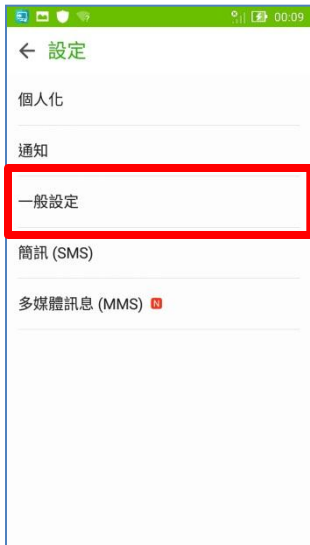 00:09
設定
個人化
通知
一般設定
簡訊 (SMS)
多媒體訊息 (MMS) N